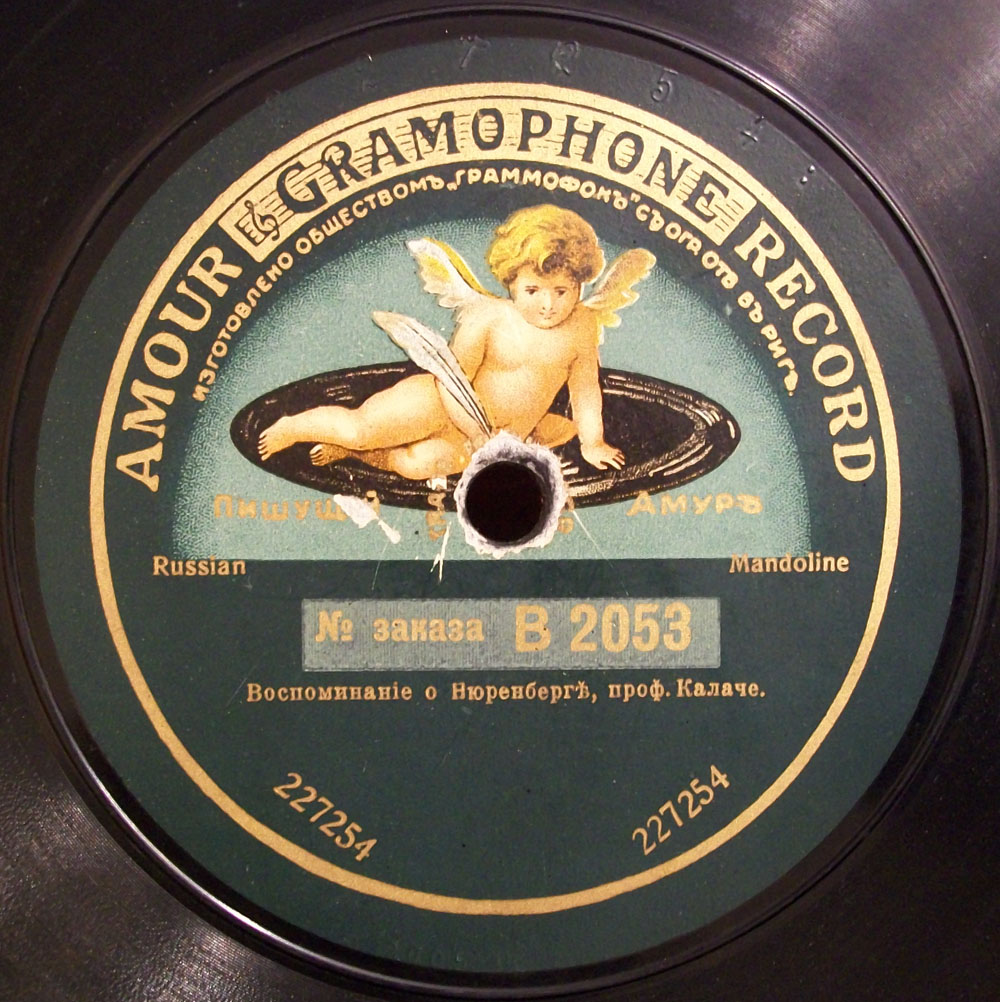 AMOUR GRAMOPHONE RECORD
ИЗГОТОВЛЕНО ОБЩЕСТВОМЪ „ГРАММОФОНЪ“ СЪ ОГР. ОТВ. ВЪ РИГѢ.
АМУРЪ
Russian
Mandoline
№ заказа В 2053
Воспоминаніе о Нюренбергѣ, проф. Калаче.
227254
227254